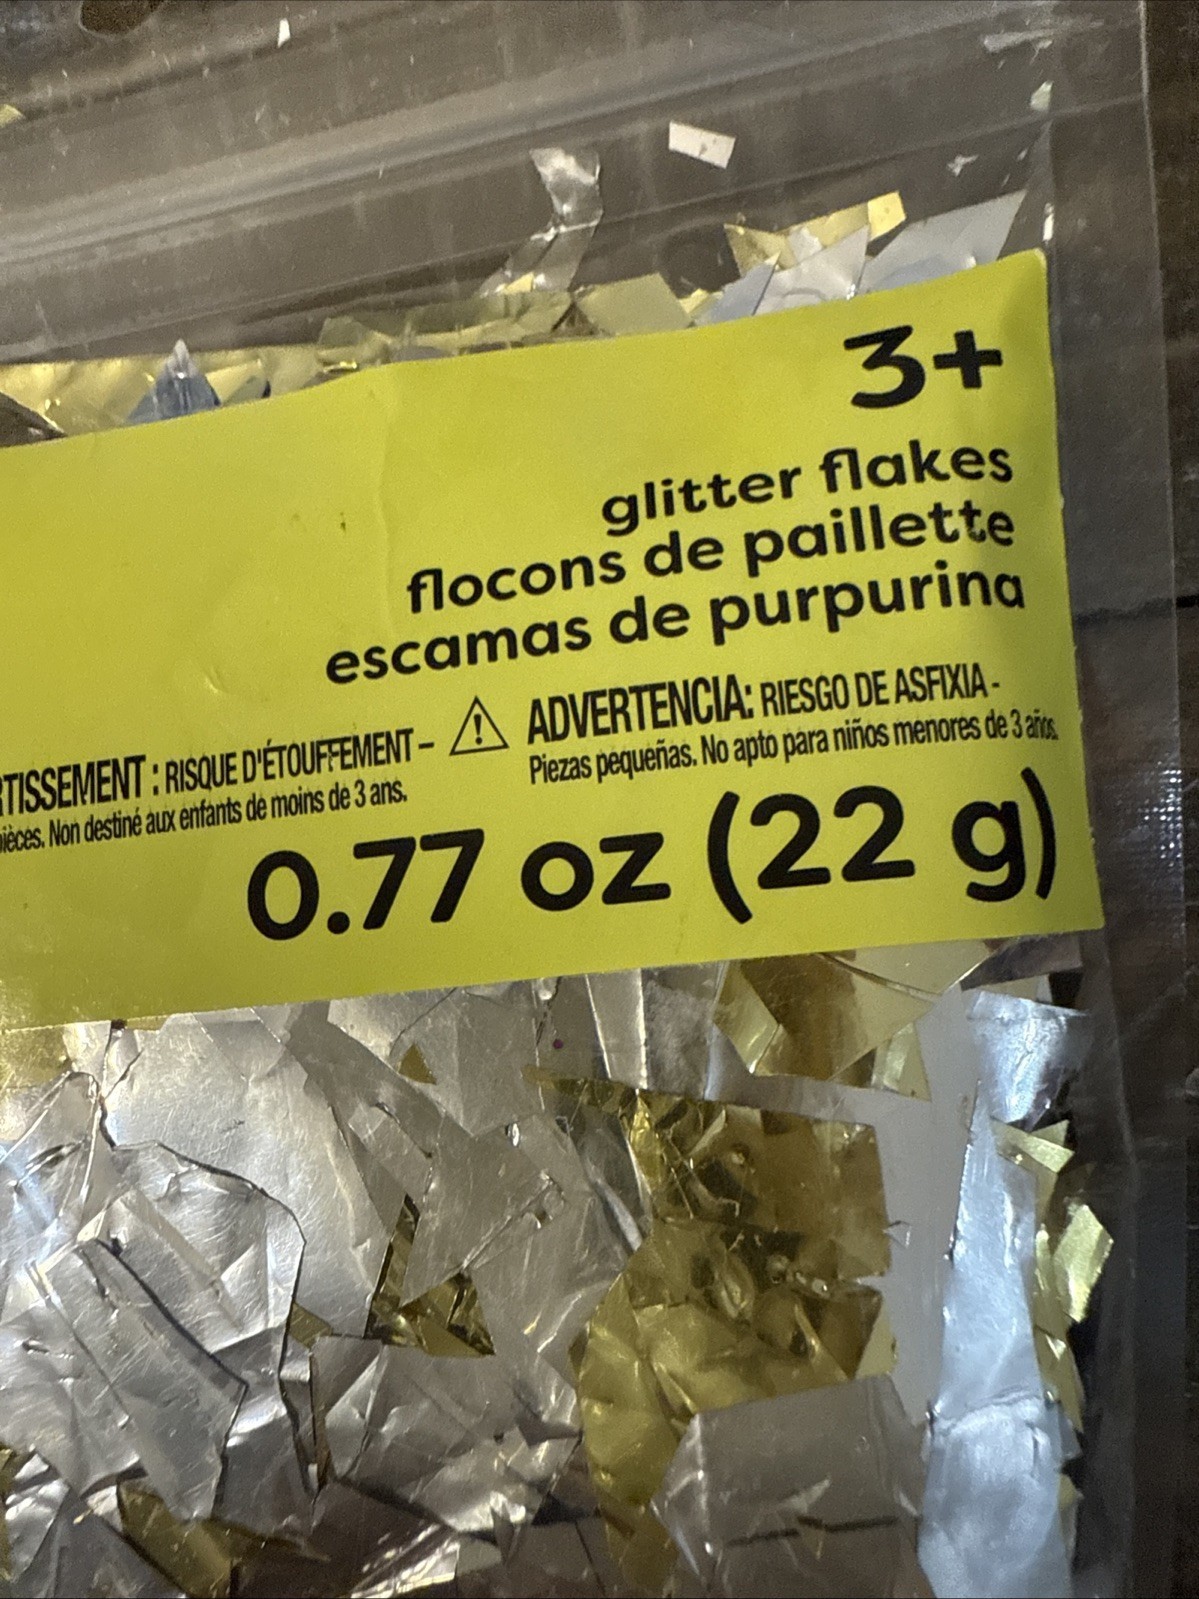 3+
glitter flakes
flocons de paillette
escamas de purpurina
RTISSEMENT : RISQUE D'ÉTOUFFEMENT -
ièces. Non destiné aux enfants de moins de 3 ans.
ADVERTENCIA: RIESGO DE ASFIXIA -
Piezas pequeñas. No apto para niños menores de 3 años.
0.77 oz (22 g)